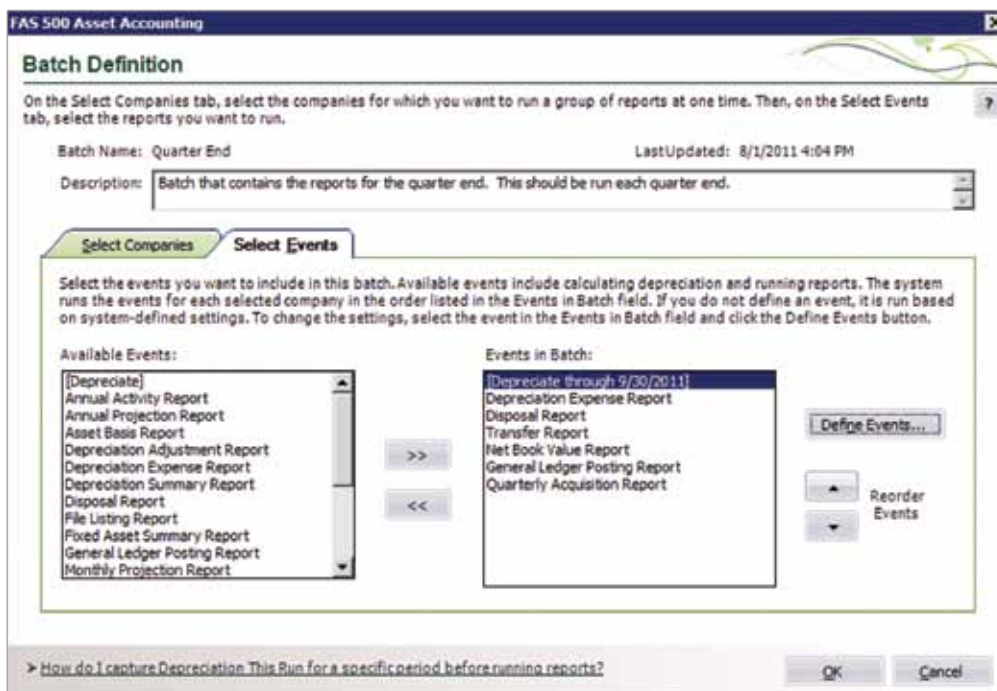 FAS 500 Asset Accounting
Batch Definition
On the Select Companies tab, select the companies for which you want to run a group of reports at one time. Then, on the Select Events
tab, select the reports you want to run.
?
Batch Name: Quarter End
LastUpdated: 8/1/2011 4:04 PM
Description: Batch that contains the reports for the quarter end. This should be run each quarter end.
Select Companies
Select Events
Select the events you want to include in this batch. Available events include calculating depreciation and running reports. The system
runs the events for each selected company in the order listed in the Events in Batch field. If you do not define an event, it is run based
on system-defined settings. To change the settings, select the event in the Events in Batch field and click the Define Events button.
Available Events:
[Depreciate]
Annual Activity Report
Annual Projection Report
Asset Basis Report
Depreciation Adjustment Report
Depreciation Expense Report
Depreciation Summary Report
Disposal Report
File Listing Report
Fixed Asset Summary Report
General Ledger Posting Report
Monthly Projection Report
>>
<<
Events in Batch:
[Depreciate through 9/30/2011]
Depreciation Expense Report
Disposal Report
Transfer Report
Net Book Value Report
General Ledger Posting Report
Quarterly Acquisition Report
Define Events...
Reorder
Events
> How do I capture Depreciation This Run for a specific period before running reports?
OK
Cancel